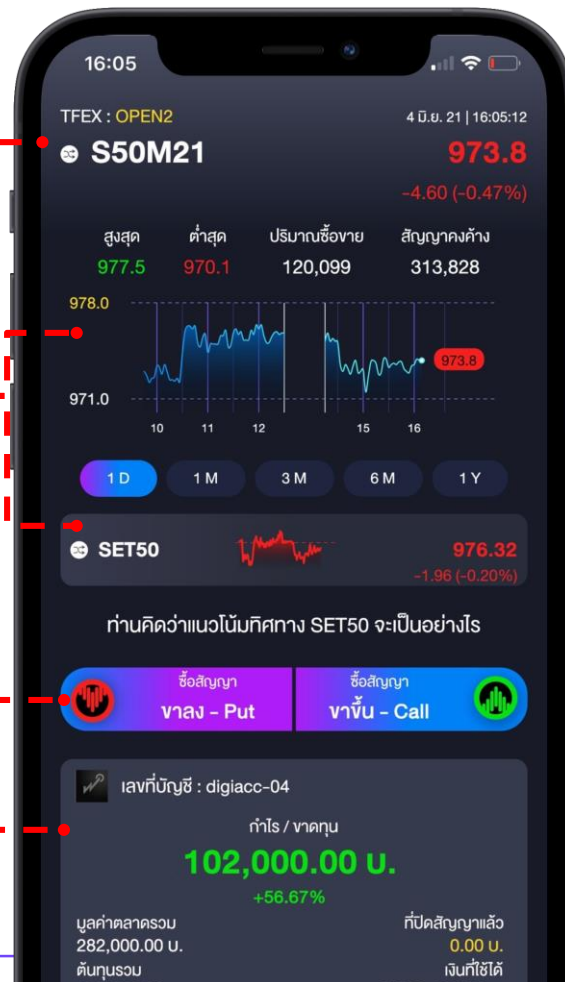 16:05
TFEX : OPEN2 4 มิ.ย. 21 | 16:05:12
S50M21 973.8
-4.60 (-0.47%)
สูงสุด ต่ำสุด ปริมาณซื้อขาย สัญญาคงค้าง
977.5 970.1 120,099 313,828
978.0
973.8
971.0
10 11 12 15 16
1 D 1 M 3 M 6 M 1 Y
SET50 976.32
-1.96 (-0.20%)
ท่านคิดว่าแนวโน้มทิศทาง SET50 จะเป็นอย่างไร
ซื้อสัญญา ซื้อสัญญา
ขาลง - Put ขาขึ้น - Call
เลขที่บัญชี : digiacc-04
กำไร / ขาดทุน
102,000.00 บ.
+56.67%
มูลค่าตลาดรวม ที่ปิดสัญญาแล้ว
282,000.00 บ. 0.00 บ.
ต้นทุนรวม เงินที่ใช้ได้